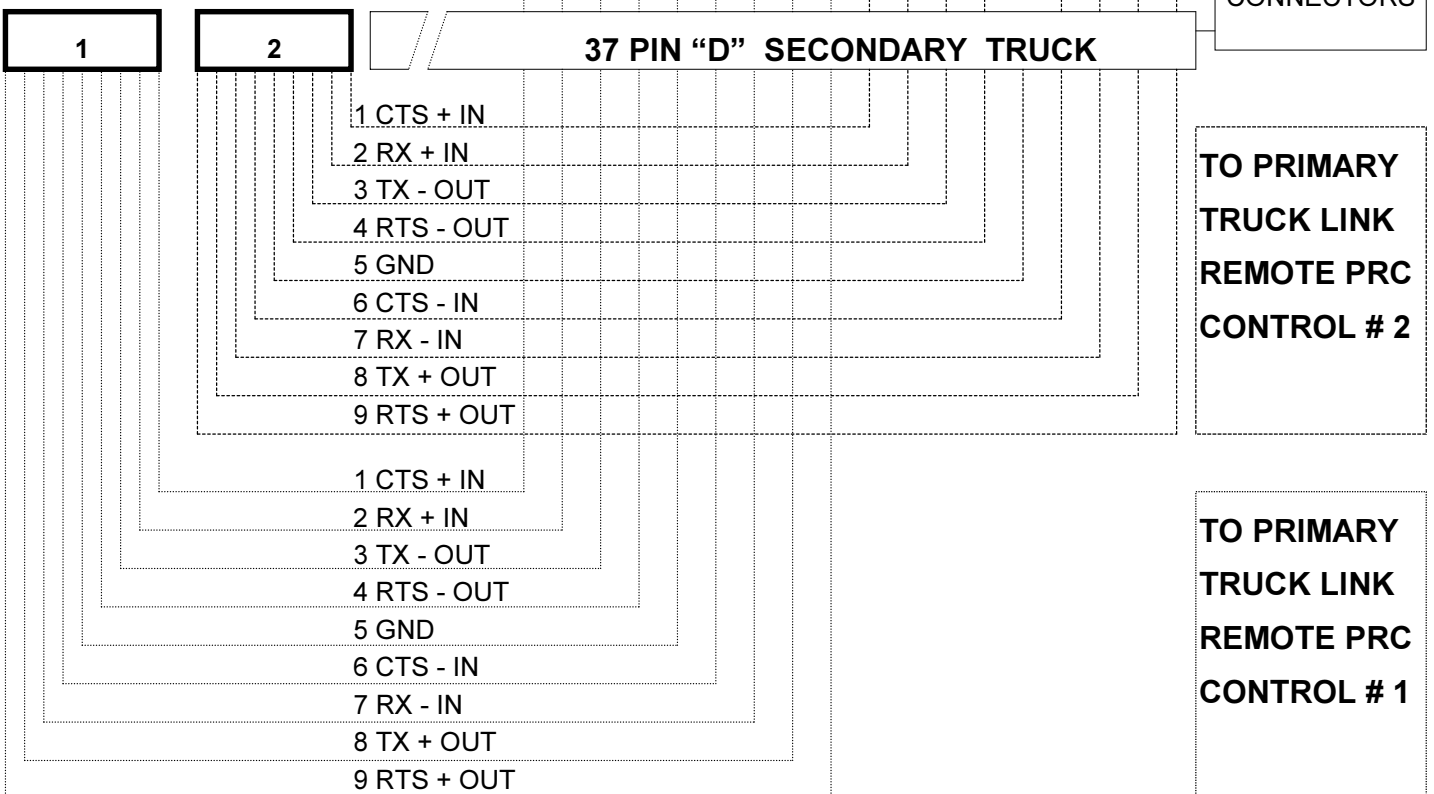 CONNECTORS
1
2
37 PIN “D” SECONDARY TRUCK
1 CTS + IN
2 RX + IN
3 TX - OUT
4 RTS - OUT
5 GND
6 CTS - IN
7 RX - IN
8 TX + OUT
9 RTS + OUT
TO PRIMARY
TRUCK LINK
REMOTE PRC
CONTROL # 2
1 CTS + IN
2 RX + IN
3 TX - OUT
4 RTS - OUT
5 GND
6 CTS - IN
7 RX - IN
8 TX + OUT
9 RTS + OUT
TO PRIMARY
TRUCK LINK
REMOTE PRC
CONTROL # 1